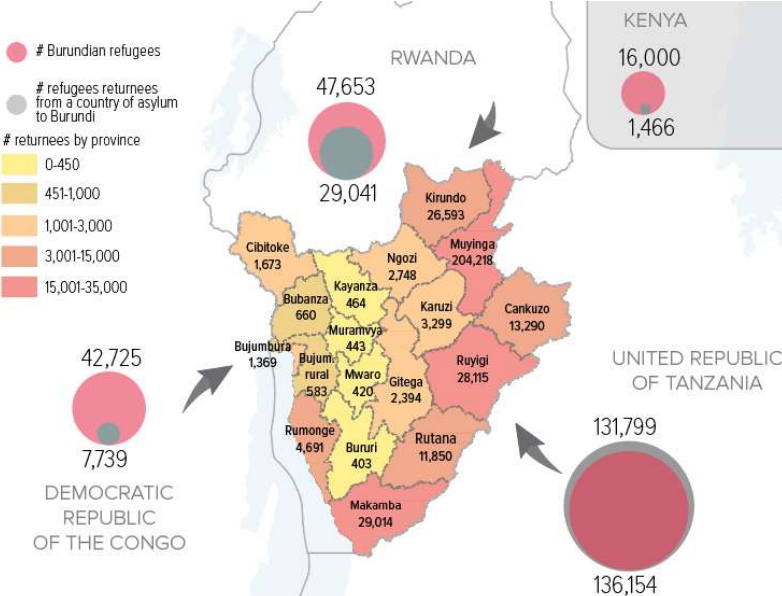 # Burundian refugees
# refugees returnees
from a country of asylum
to Burundi
# returnees by province
0-450
451-1,000
1,001-3,000
3,001-15,000
15,001-35,000
RWANDA
47,653
29,041
KENYA
16,000
1,466
Kirundo
26,593
Muyinga
204,218
Cibitoke
1,673
Ngozi
2,748
Kayanza
464
Bubanza
660
Karuzi
3,299
Cankuzo
13,290
Muramvya
443
Bujumbura
1,369
Bujum.
rural
583
Mwaro
420
Gitega
2,394
Ruyigi
28,115
Rumonge
4,691
Bururi
403
Rutana
11,850
Makamba
29,014
42,725
7,739
DEMOCRATIC
REPUBLIC
OF THE CONGO
UNITED REPUBLIC
OF TANZANIA
131,799
136,154